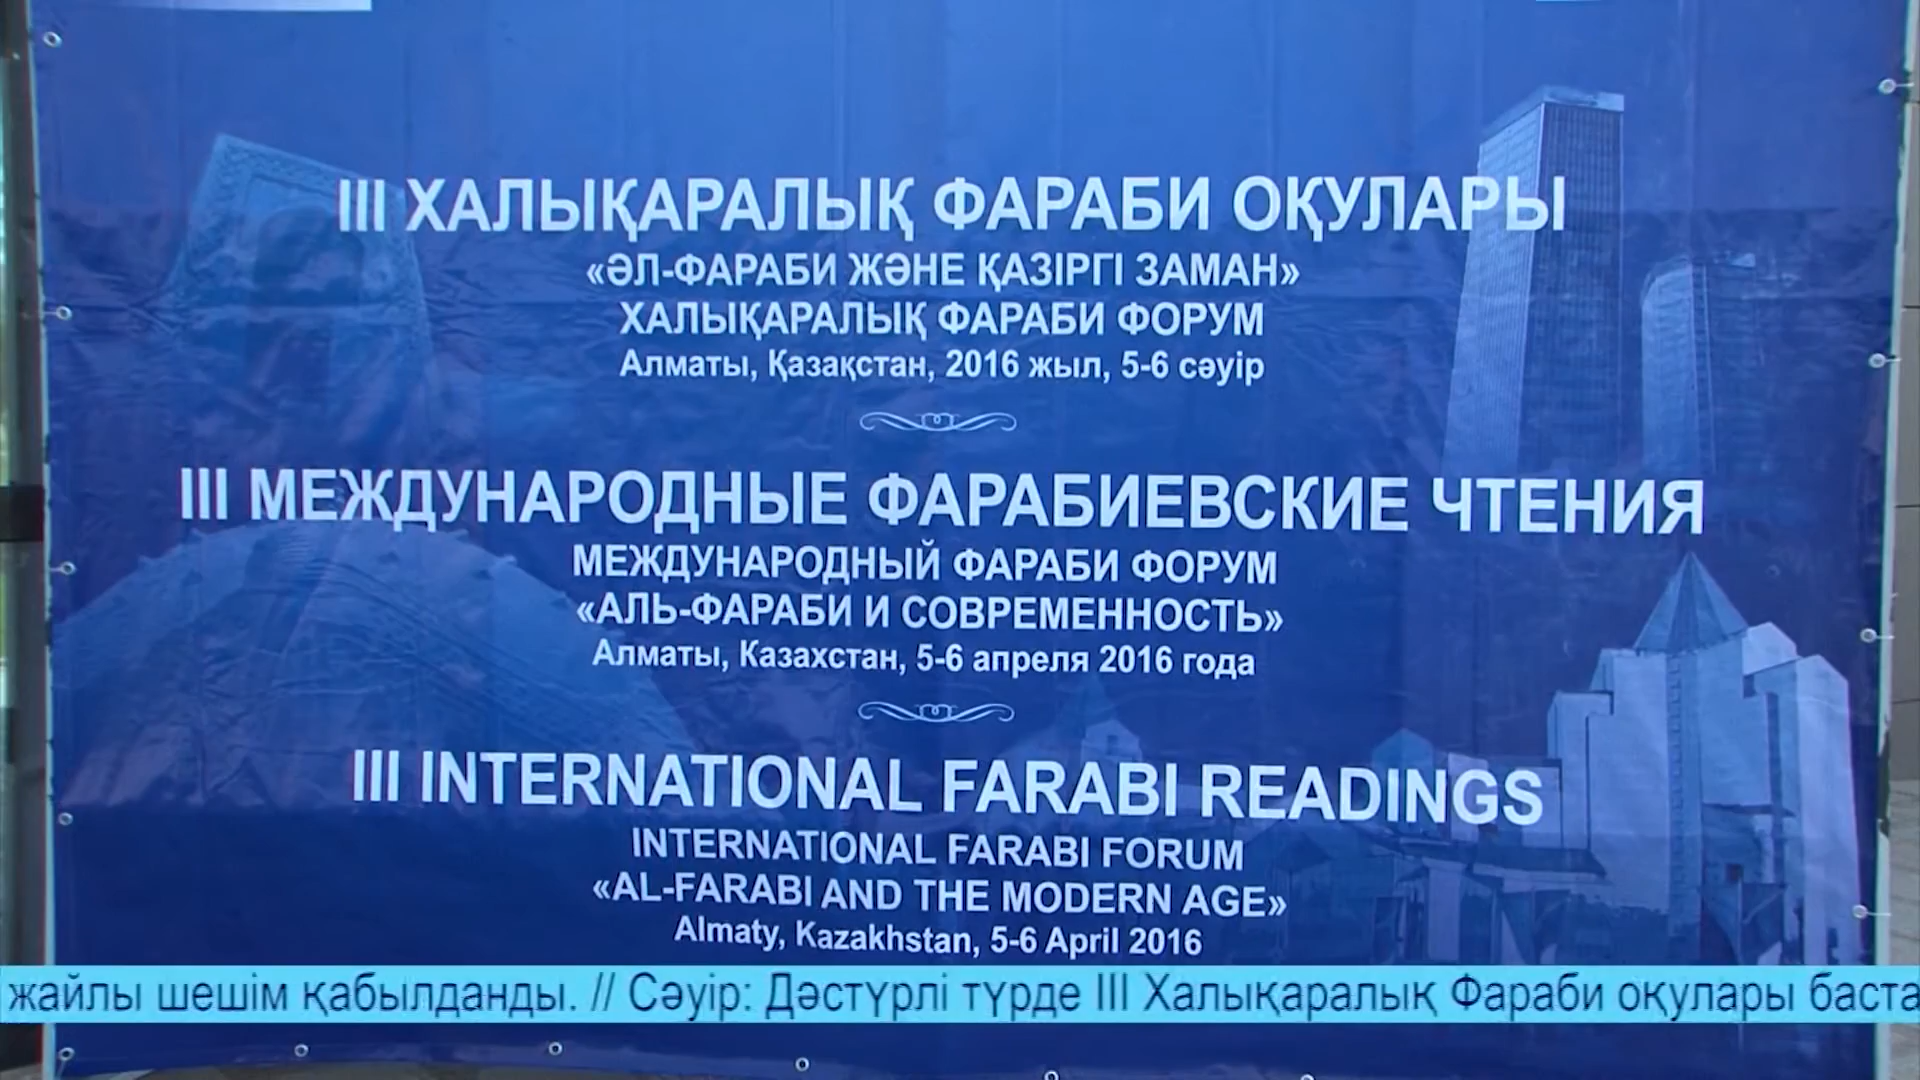 III ХАЛЫҚАРАЛЫҚ ФАРАБИ ОҚУЛАРЫ
«ӘЛ-ФАРАБИ ЖӘНЕ ҚАЗІРГІ ЗАМАН»
ХАЛЫҚАРАЛЫҚ ФАРАБИ ФОРУМ
Алматы, Қазақстан, 2016 жыл, 5-6 сәуір
III МЕЖДУНАРОДНЫЕ ФАРАБИЕВСКИЕ ЧТЕНИЯ
МЕЖДУНАРОДНЫЙ ФАРАБИ ФОРУМ
«АЛЬ-ФАРАБИ И СОВРЕМЕННОСТЬ»
Алматы, Казахстан, 5-6 апреля 2016 года
III INTERNATIONAL FARABI READINGS
INTERNATIONAL FARABI FORUM
«AL-FARABI AND THE MODERN AGE»
Almaty, Kazakhstan, 5-6 April 2016
жайлы шешім қабылданды. // Сәуір: Дәстүрлі түрде III Халықаралық Фараби оқулары баста